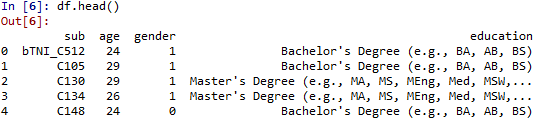 In [6]: df.head()
Out[6]:
sub age gender education
0 bTNI_C512 24 1 Bachelor's Degree (e.g., BA, AB, BS)
1 C105 29 1 Bachelor's Degree (e.g., BA, AB, BS)
2 C130 29 1 Master's Degree (e.g., MA, MS, MEng, Med, MSW,...
3 C134 26 1 Master's Degree (e.g., MA, MS, MEng, Med, MSW,...
4 C148 24 0 Bachelor's Degree (e.g., BA, AB, BS)